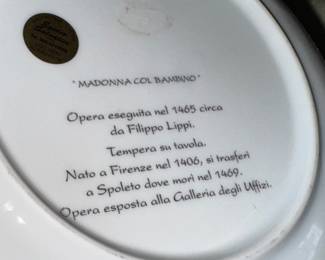 " MADONNA COL BAMBINO "
Opera eseguita nel 1465 circa
da Filippo Lippi.
Tempera su tavola.
Nato a Firenze nel 1406, si trasferì
a Spoleto dove morì nel 1469.
Opera esposta alla Galleria degli Uffizi.